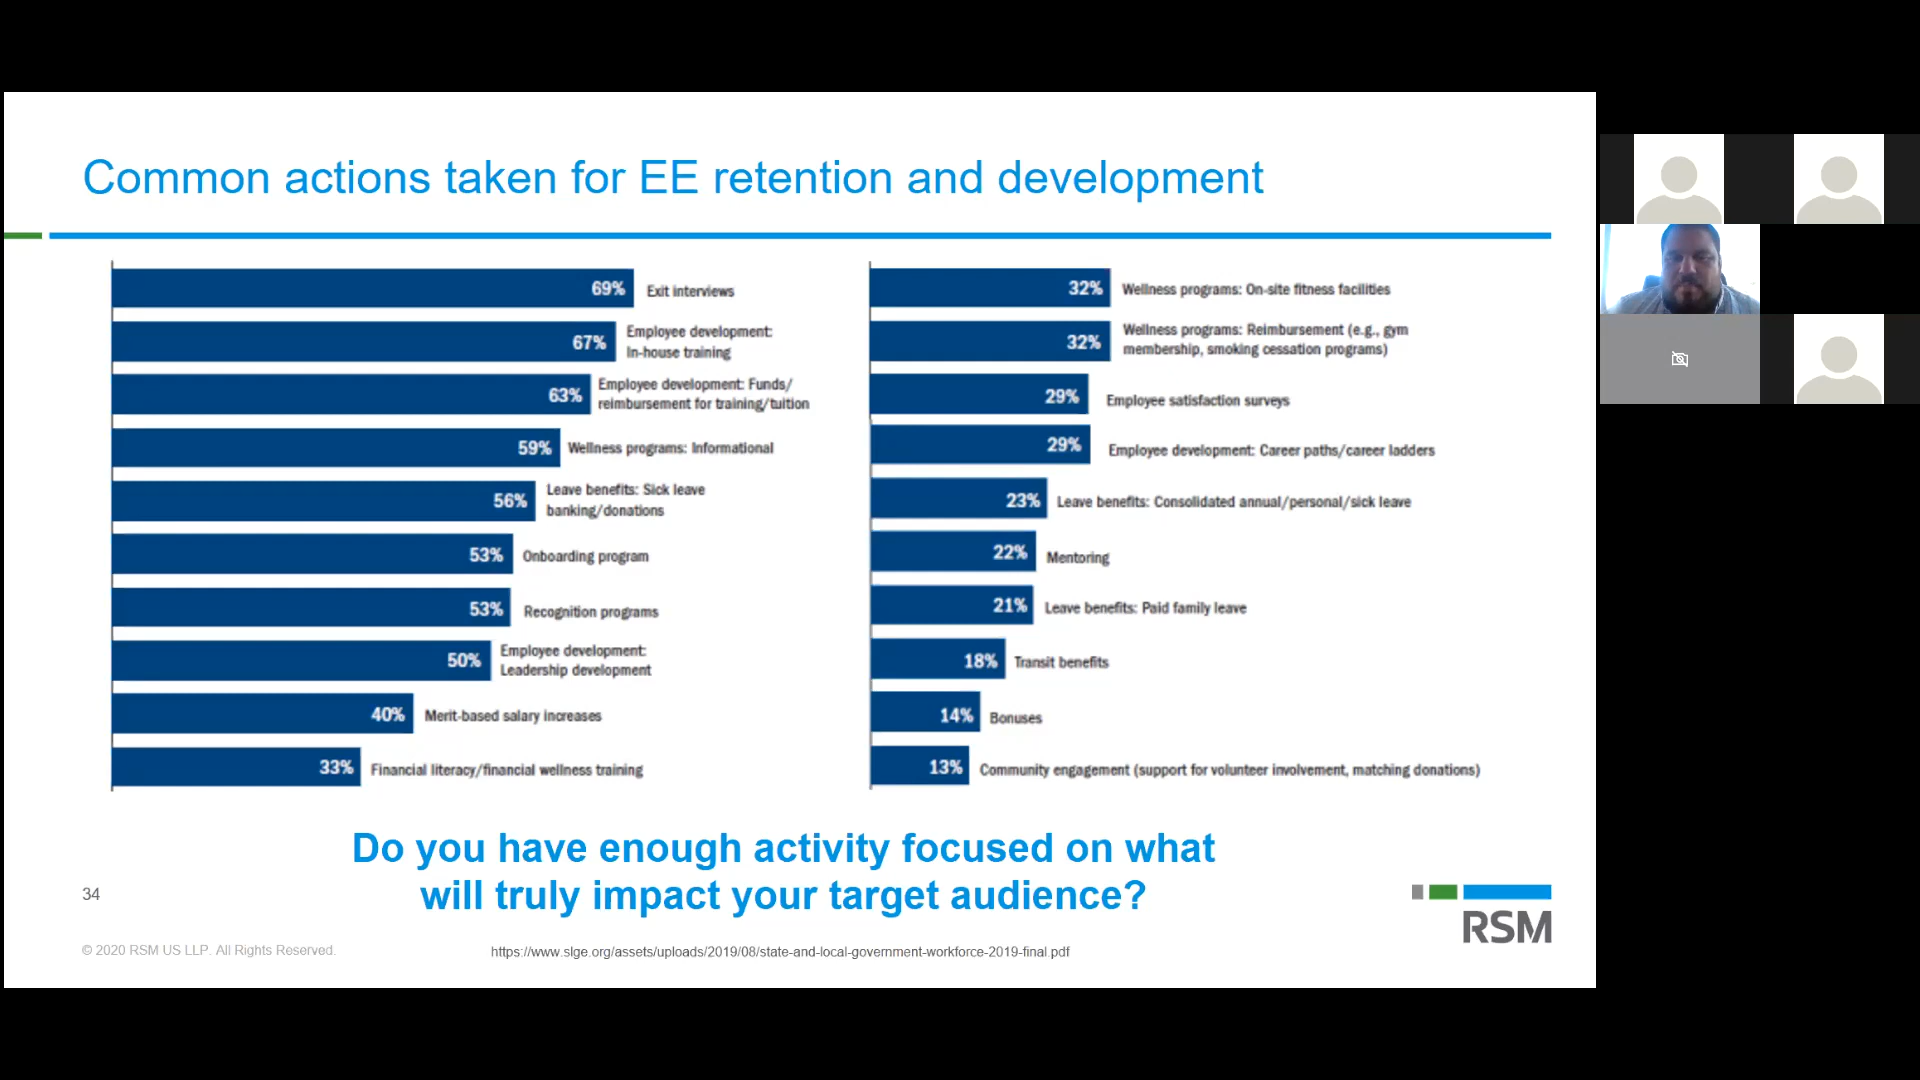 Common actions taken for EE retention and development
69% Exit interviews
67% Employee development:
In-house training
63% Employee development: Funds/
reimbursement for training/tuition
59% Wellness programs: Informational
56% Leave benefits: Sick leave
banking/donations
53% Onboarding program
53% Recognition programs
50% Employee development:
Leadership development
40% Merit-based salary increases
33% Financial literacy/financial wellness training
32% Wellness programs: On-site fitness facilities
32% Wellness programs: Reimbursement (e.g., gym
membership, smoking cessation programs)
29% Employee satisfaction surveys
29% Employee development: Career paths/career ladders
23% Leave benefits: Consolidated annual/personal/sick leave
22% Mentoring
21% Leave benefits: Paid family leave
18% Transit benefits
14% Bonuses
13% Community engagement (support for volunteer involvement, matching donations)
Do you have enough activity focused on what
will truly impact your target audience?
34
RSM
© 2020 RSM US LLP. All Rights Reserved.
https://www.slge.org/assets/uploads/2019/08/state-and-local-government-workforce-2019-final.pdf